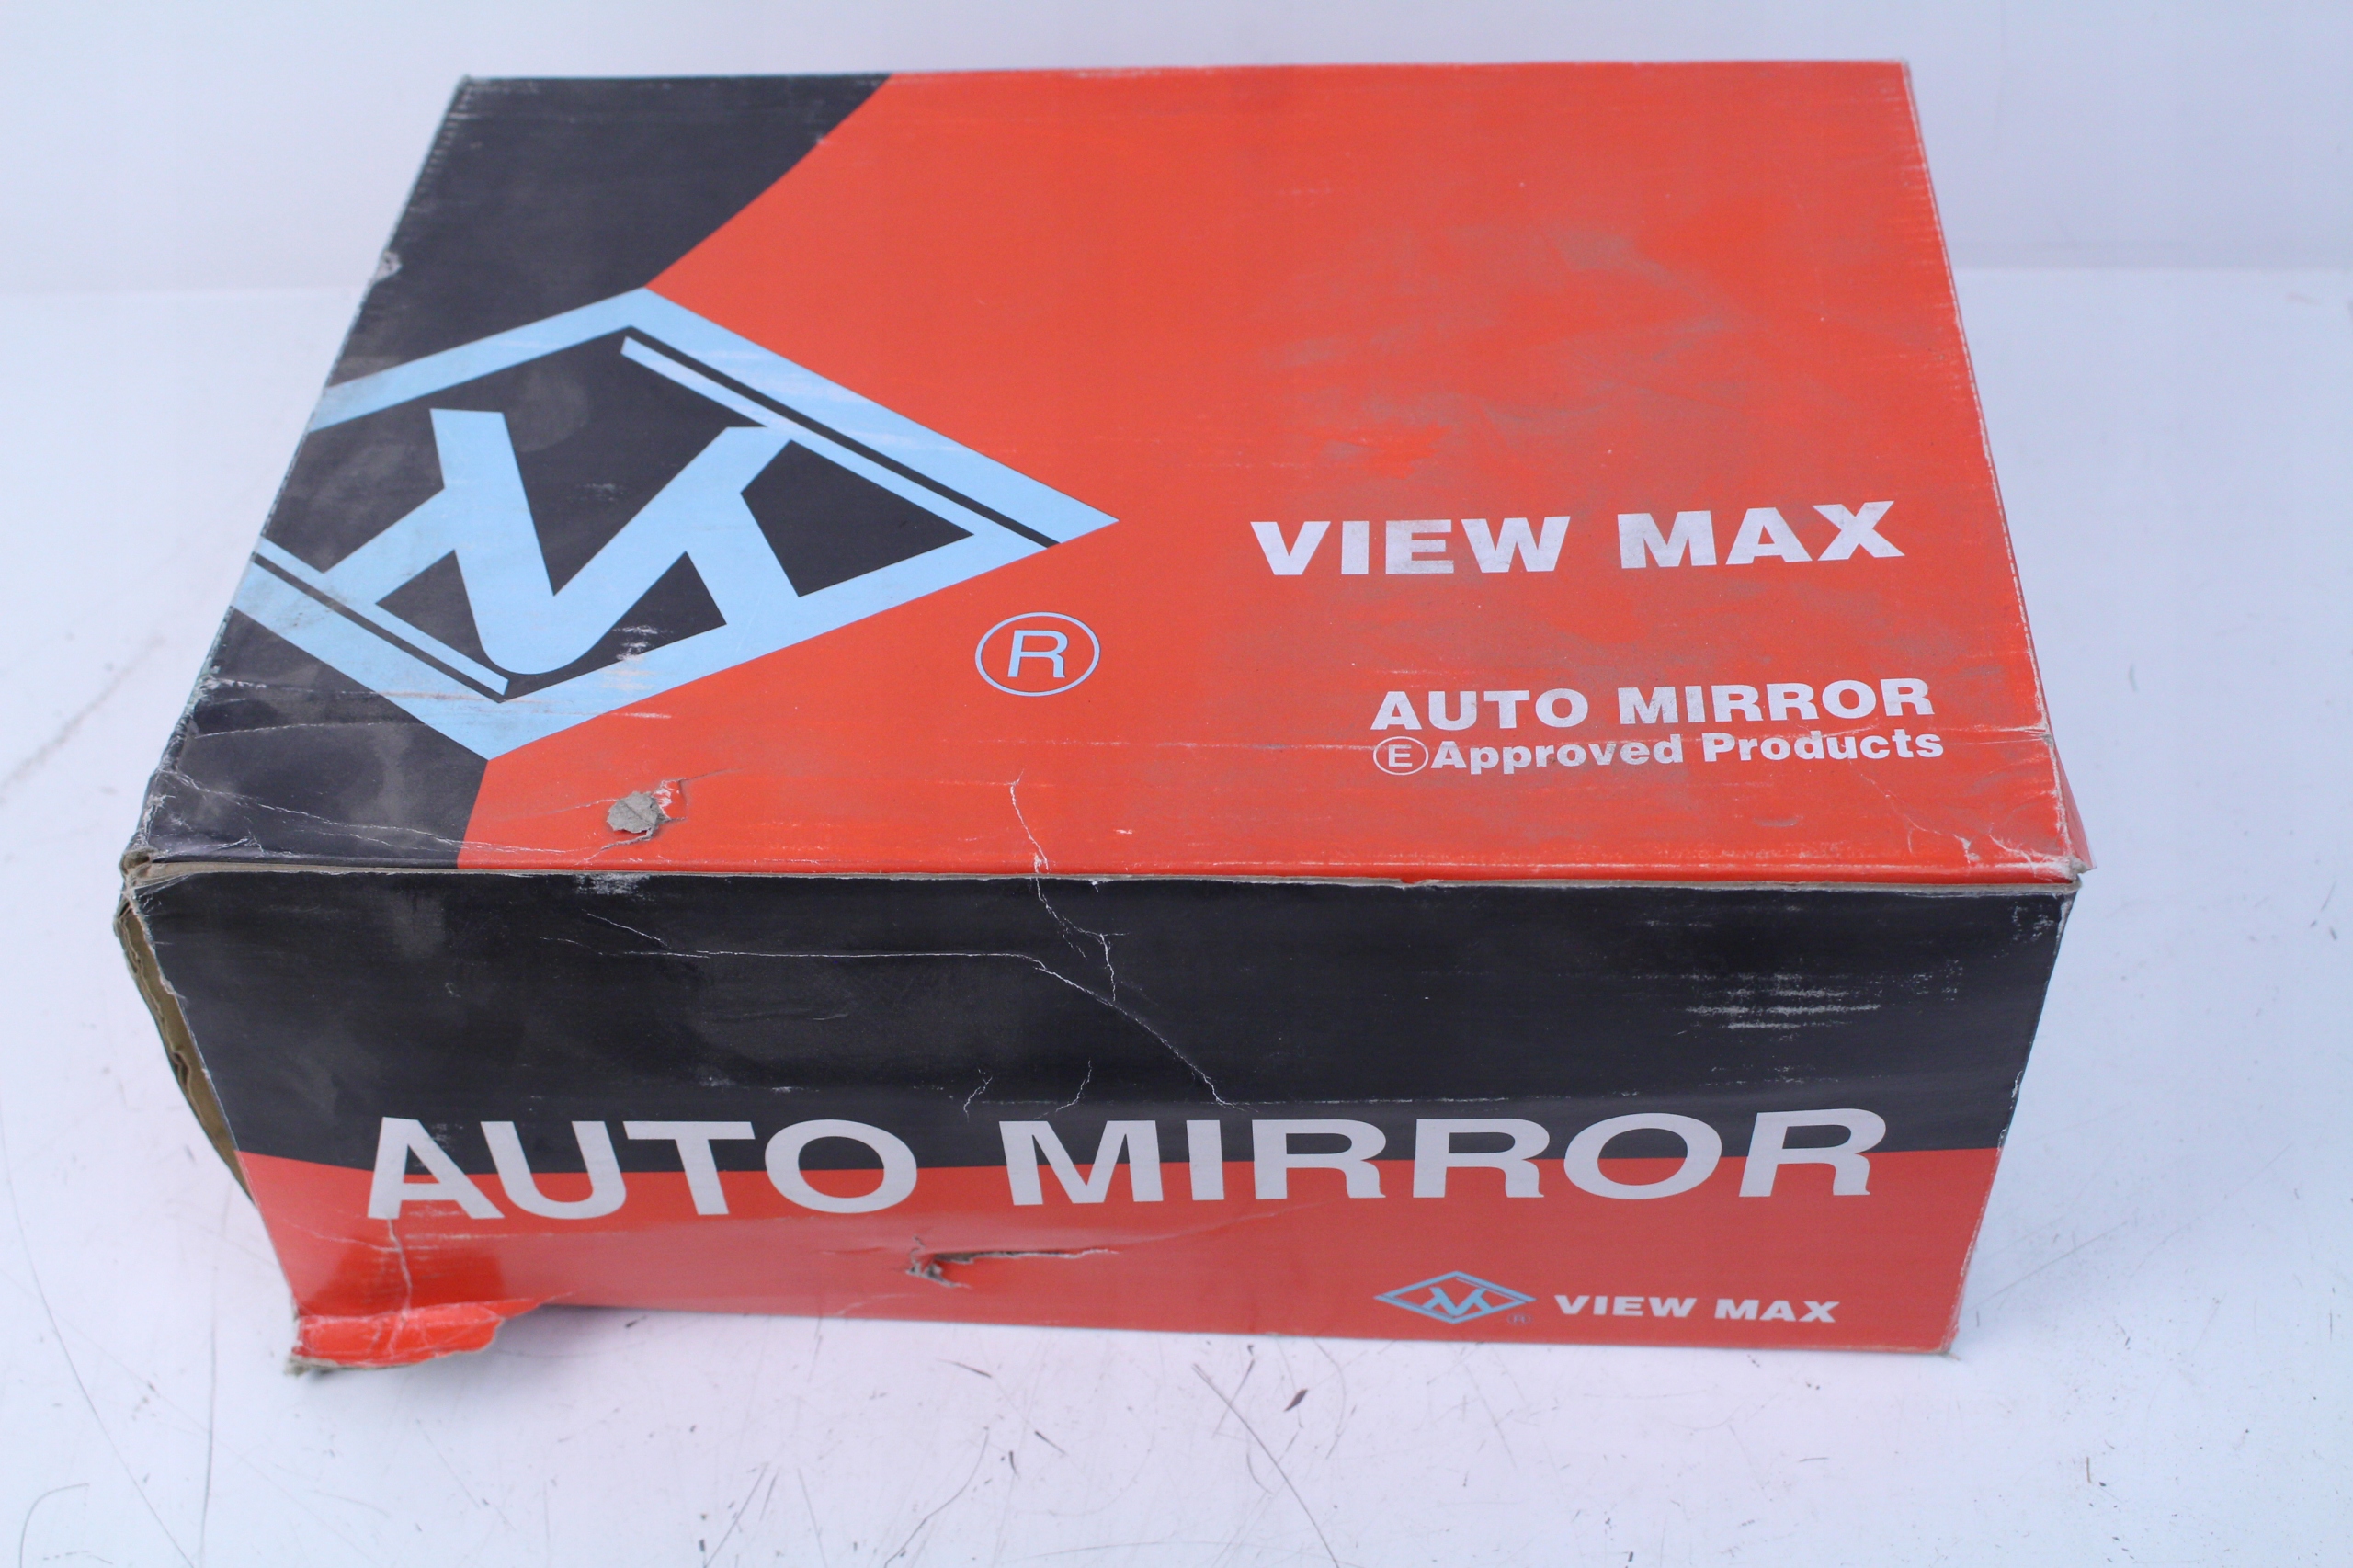 VIEW MAX
®
AUTO MIRROR
Ⓔ Approved Products
AUTO MIRROR
® VIEW MAX